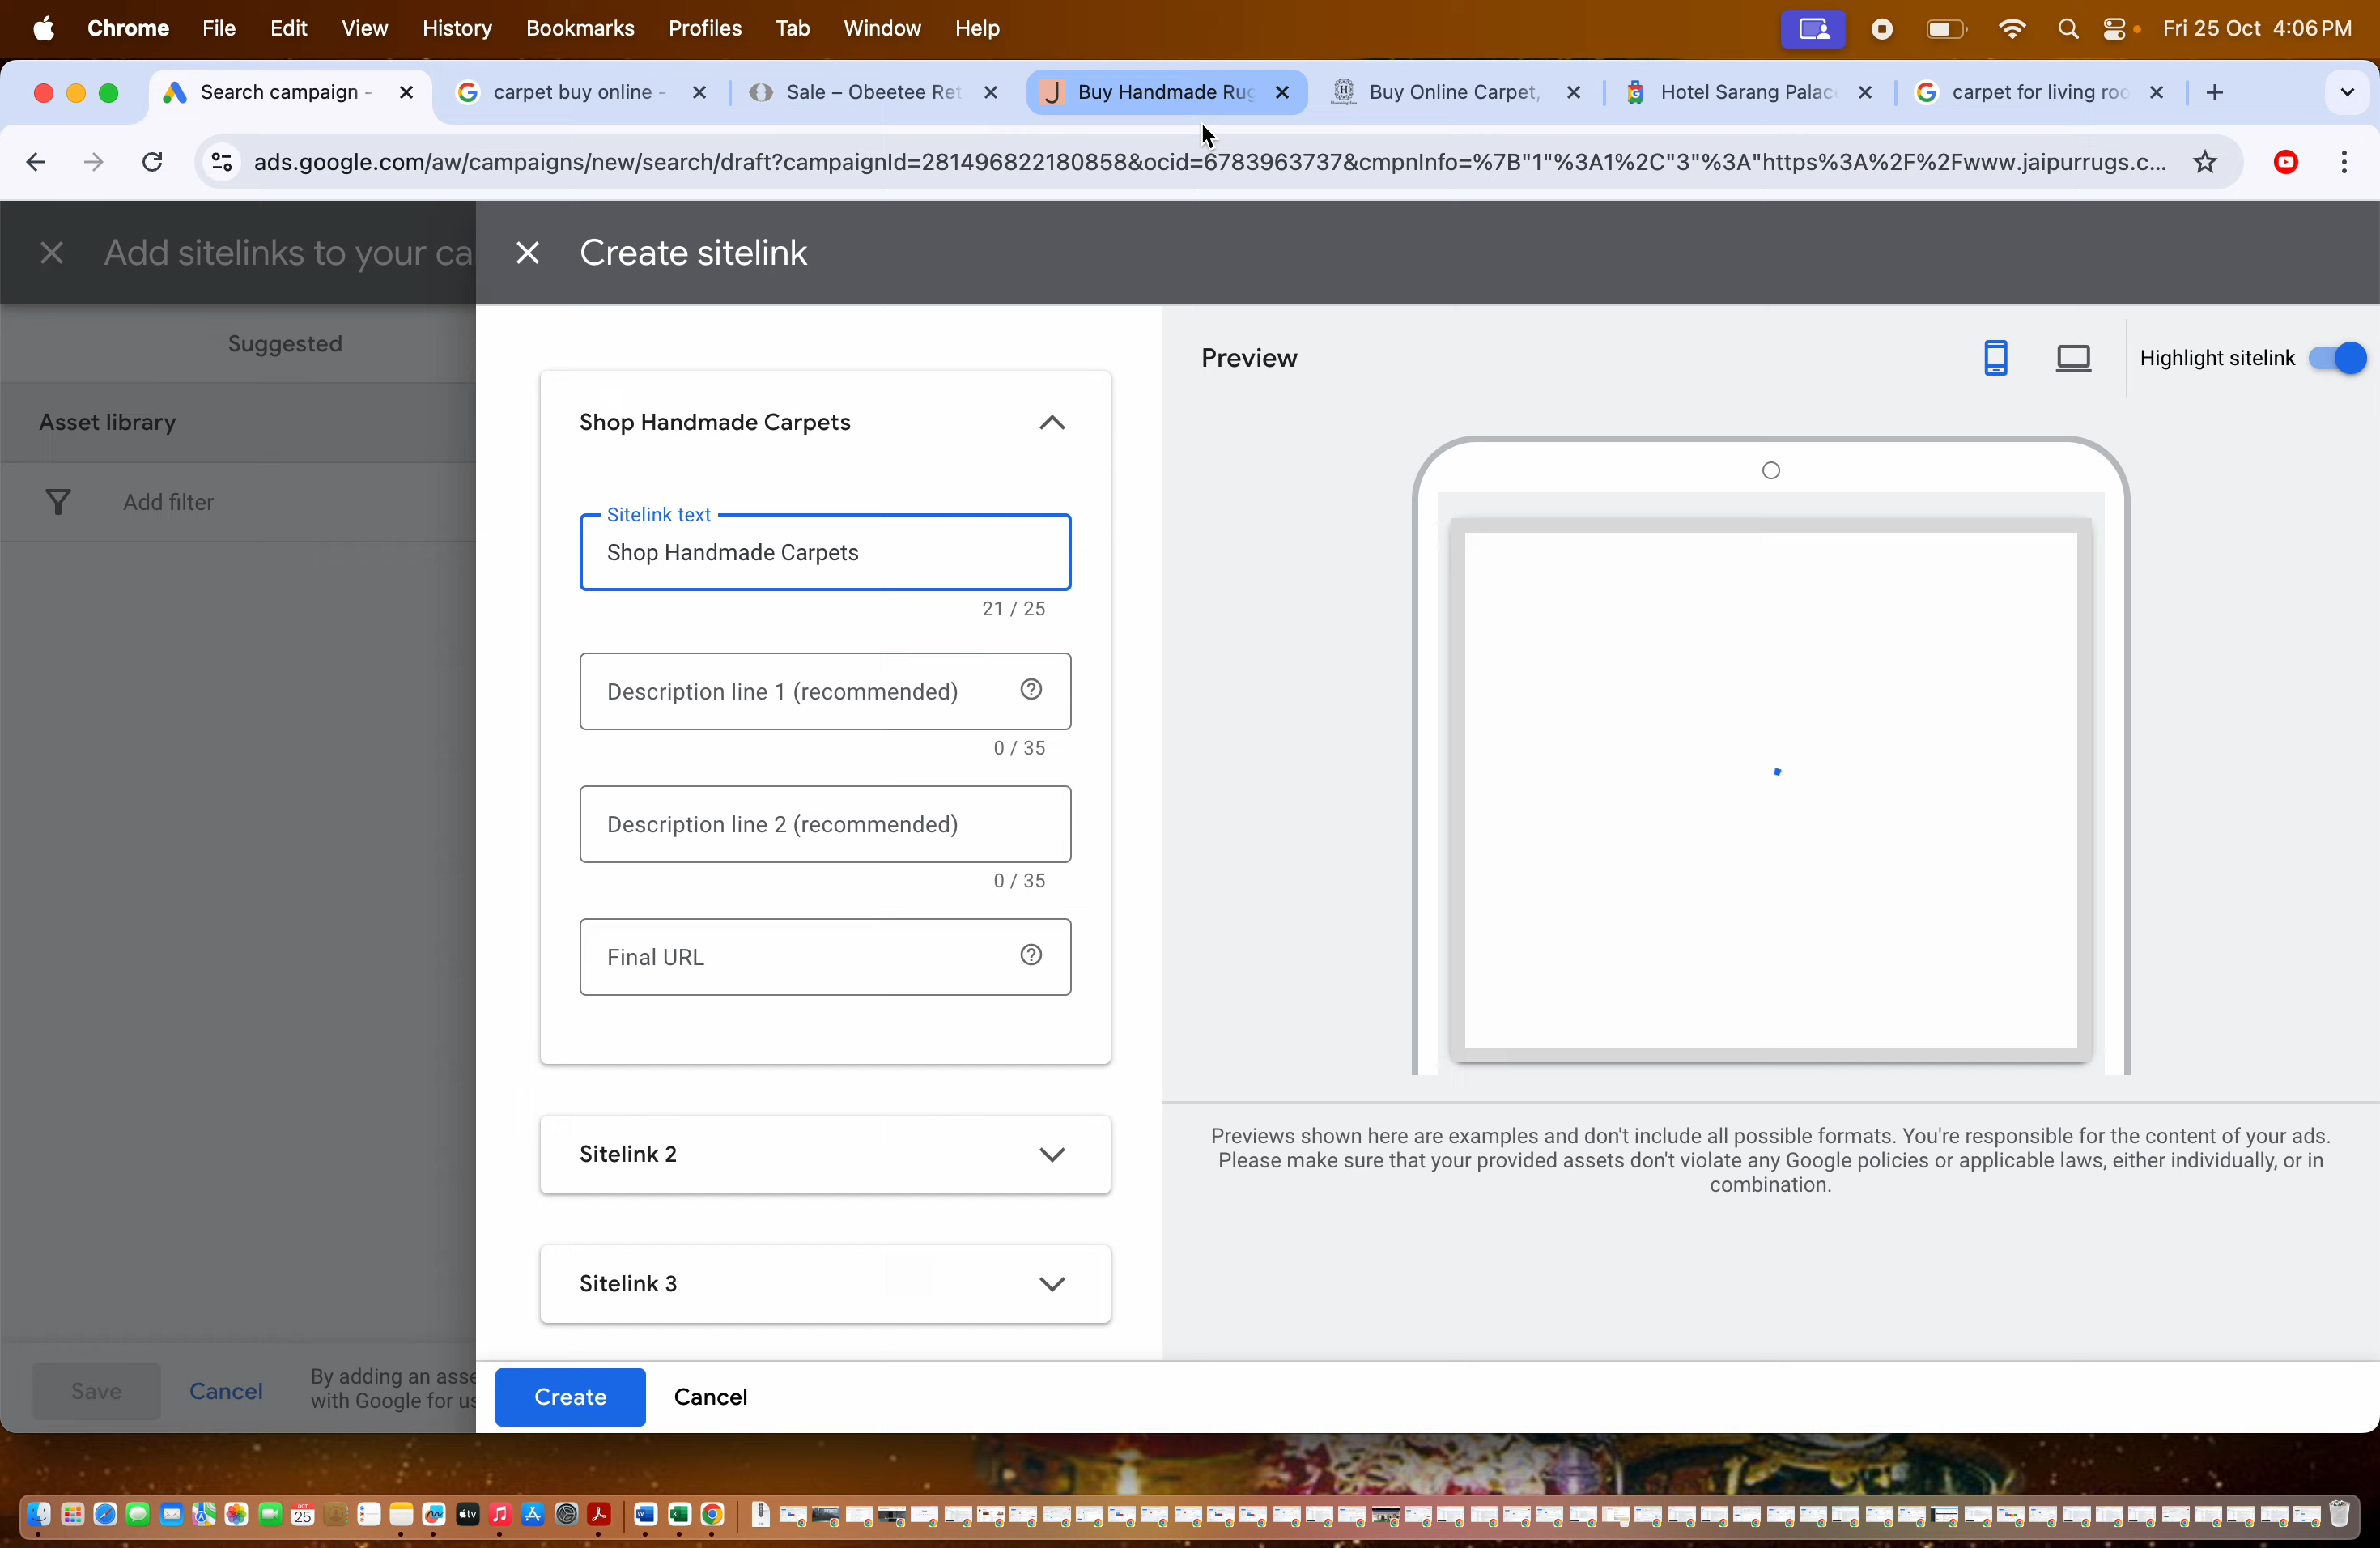 Chrome File Edit View History Bookmarks Profiles Tab Window Help Fri 25 Oct 4:06 PM
Search campaign - carpet buy online - Sale – Obeetee Ret Buy Handmade Rug Buy Online Carpet, Hotel Sarang Palac carpet for living roo
ads.google.com/aw/campaigns/new/search/draft?campaignId=281496822180858&ocid=6783963737&cmpnInfo=%7B"1"%3A1%2C"3"%3A"https%3A%2F%2Fwww.jaipurrugs.c...
Add sitelinks to your ca
Create sitelink
Suggested
Asset library
Add filter
Save Cancel
By adding an asse
with Google for us
Shop Handmade Carpets
Sitelink text
Shop Handmade Carpets
21 / 25
Description line 1 (recommended)
0 / 35
Description line 2 (recommended)
0 / 35
Final URL
Sitelink 2
Sitelink 3
Create Cancel
Preview
Highlight sitelink
Previews shown here are examples and don't include all possible formats. You're responsible for the content of your ads.
Please make sure that your provided assets don't violate any Google policies or applicable laws, either individually, or in
combination.
OCT
25
tv